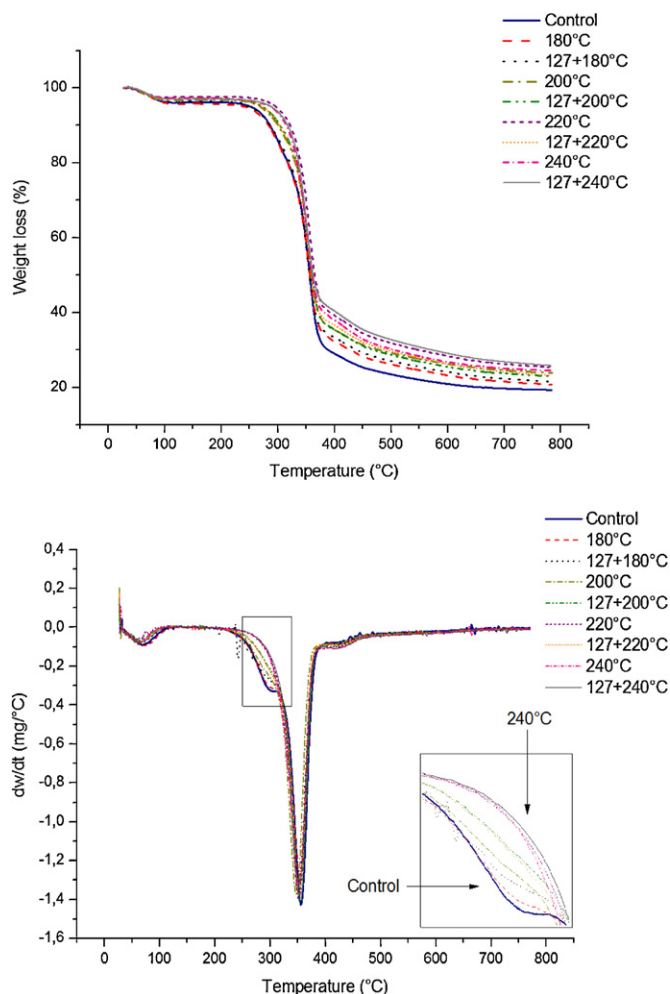 Control
180°C
127+180°C
200°C
127+200°C
220°C
127+220°C
240°C
127+240°C
100
80
60
40
20
Weight loss (%)
0 100 200 300 400 500 600 700 800
Temperature (°C)
Control
180°C
127+180°C
200°C
127+200°C
220°C
127+220°C
240°C
127+240°C
0,4
0,2
0,0
-0,2
-0,4
-0,6
-0,8
-1,0
-1,2
-1,4
-1,6
dw/dt (mg/°C)
240°C
Control
0 100 200 300 400 500 600 700 800
Temperature (°C)